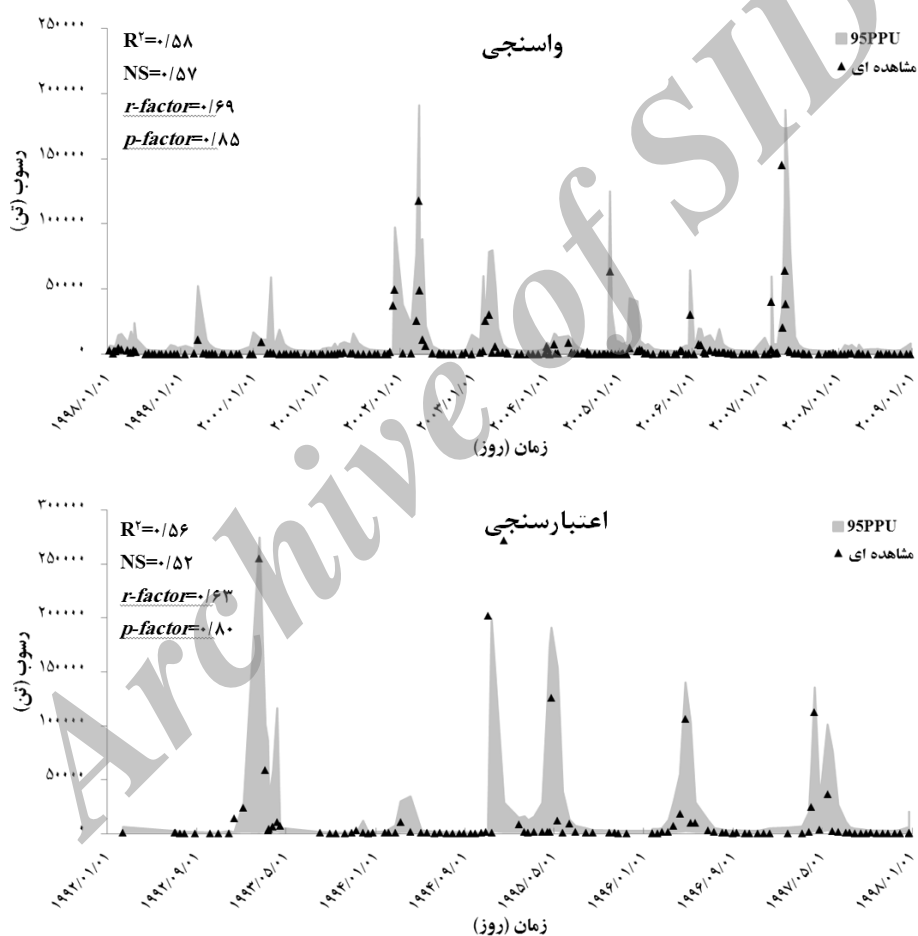 واسنجی
R²=۰/۵۸
NS=۰/۵۷
r-factor=۰/۶۹
p-factor=۰/۸۵
95PPU
مشاهده ای
رسوب (تن)
۲۵۰۰۰۰
۲۰۰۰۰۰
۱۵۰۰۰۰
۱۰۰۰۰۰
۵۰۰۰۰
۰
۱۹۹۸/۰۱/۰۱
۱۹۹۹/۰۱/۰۱
۲۰۰۰/۰۱/۰۱
۲۰۰۱/۰۱/۰۱
۲۰۰۲/۰۱/۰۱
۲۰۰۳/۰۱/۰۱
۲۰۰۴/۰۱/۰۱
۲۰۰۵/۰۱/۰۱
۲۰۰۶/۰۱/۰۱
۲۰۰۷/۰۱/۰۱
۲۰۰۸/۰۱/۰۱
۲۰۰۹/۰۱/۰۱
زمان (روز)
اعتبارسنجی
R²=۰/۵۶
NS=۰/۵۲
r-factor=۰/۶۳
p-factor=۰/۸۰
95PPU
مشاهده ای
رسوب (تن)
۳۰۰۰۰۰
۲۵۰۰۰۰
۲۰۰۰۰۰
۱۵۰۰۰۰
۱۰۰۰۰۰
۵۰۰۰۰
۰
۱۹۹۲/۰۱/۰۱
۱۹۹۲/۰۹/۰۱
۱۹۹۳/۰۵/۰۱
۱۹۹۴/۰۱/۰۱
۱۹۹۴/۰۹/۰۱
۱۹۹۵/۰۵/۰۱
۱۹۹۶/۰۱/۰۱
۱۹۹۶/۰۹/۰۱
۱۹۹۷/۰۵/۰۱
۱۹۹۸/۰۱/۰۱
زمان (روز)
Archive of SID